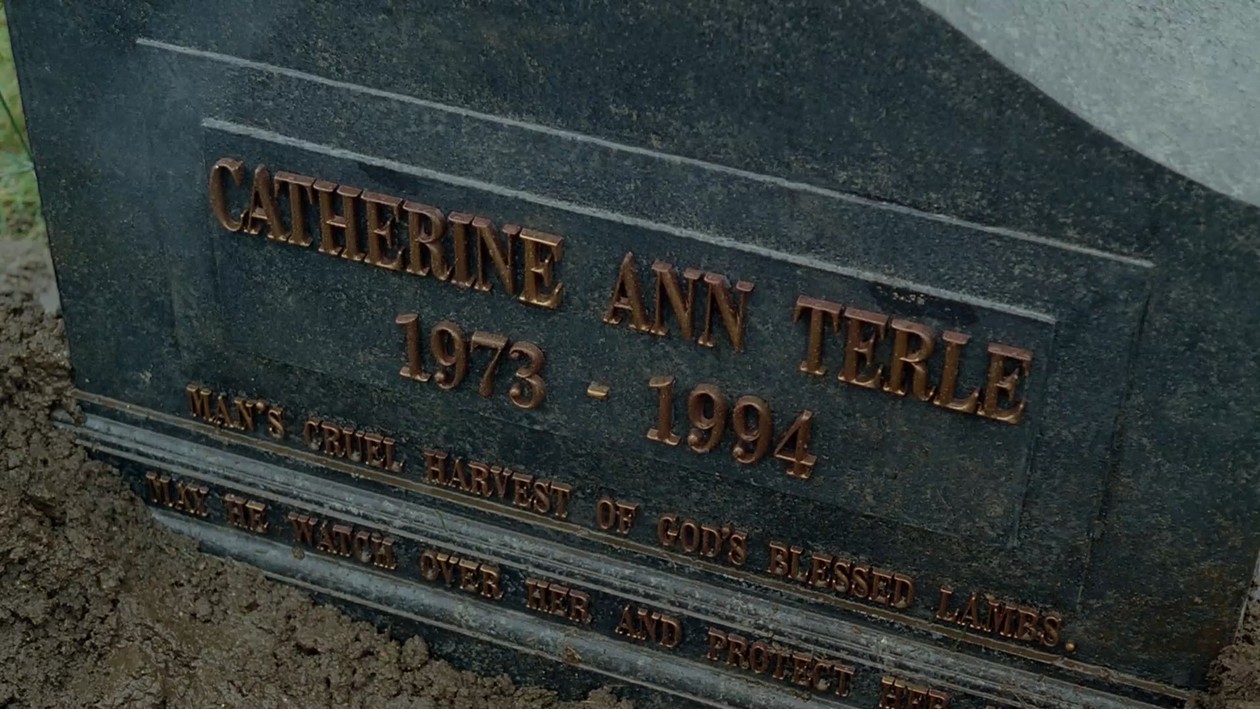 CATHERINE ANN TERLE
1973 - 1994
MAN'S CRUEL HARVEST OF GOD'S BLESSED LAMBS.
MAY HE WATCH OVER HER AND PROTECT HER